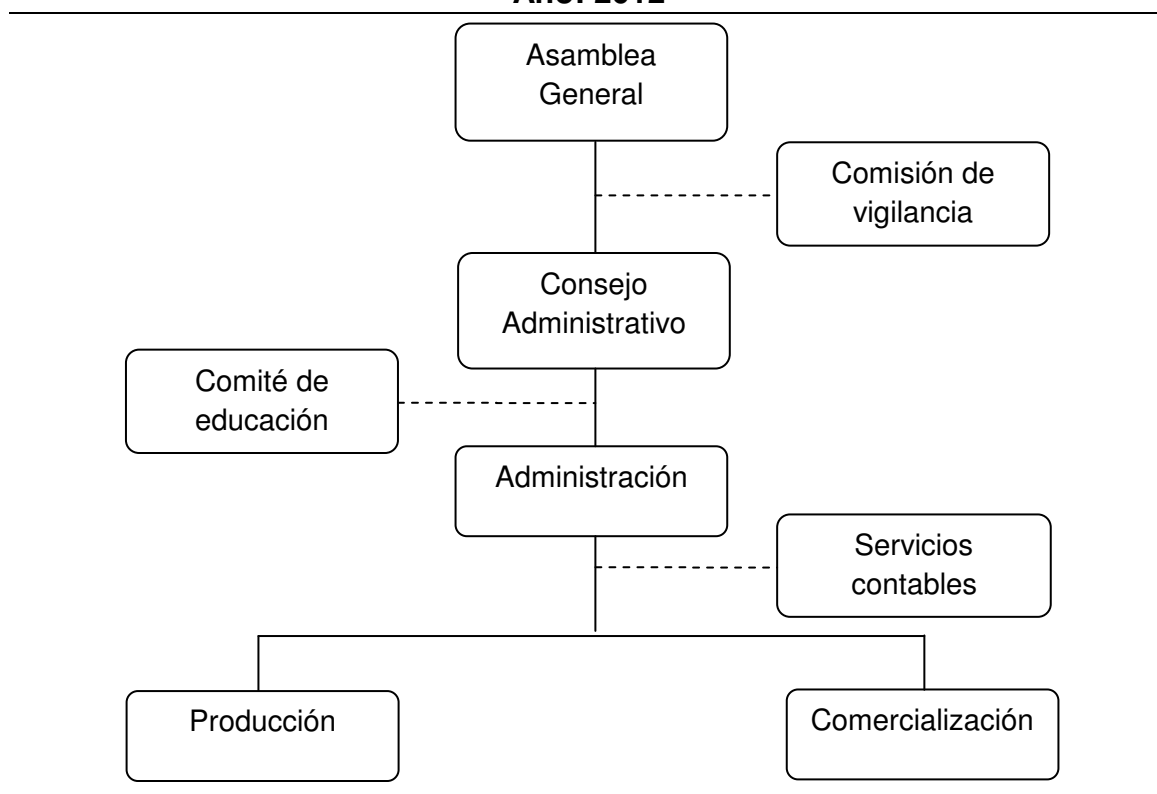 Asamblea
General
Comisión de
vigilancia
Consejo
Administrativo
Comité de
educación
Administración
Servicios
contables
Producción
Comercialización